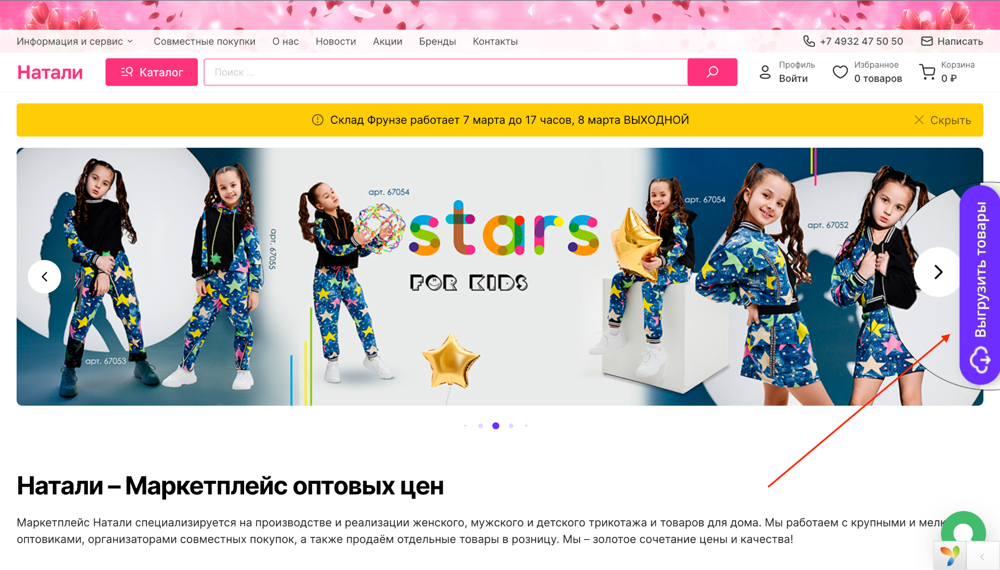 Информация и сервис
Совместные покупки
О нас
Новости
Акции
Бренды
Контакты
+7 4932 47 50 50
Написать
Натали
Каталог
Поиск ...
Профиль
Войти
Избранное
0 товаров
Корзина
0 ₽
Склад Фрунзе работает 7 марта до 17 часов, 8 марта ВЫХОДНОЙ
Скрыть
арт. 67053
арт. 67055
арт. 67054
stars
FOR KIDS
арт. 67054
арт. 67052
Выгрузить товары
Натали – Маркетплейс оптовых цен
Маркетплейс Натали специализируется на производстве и реализации женского, мужского и детского трикотажа и товаров для дома. Мы работаем с крупными и мелк
оптовиками, организаторами совместных покупок, а также продаём отдельные товары в розницу. Мы – золотое сочетание цены и качества!